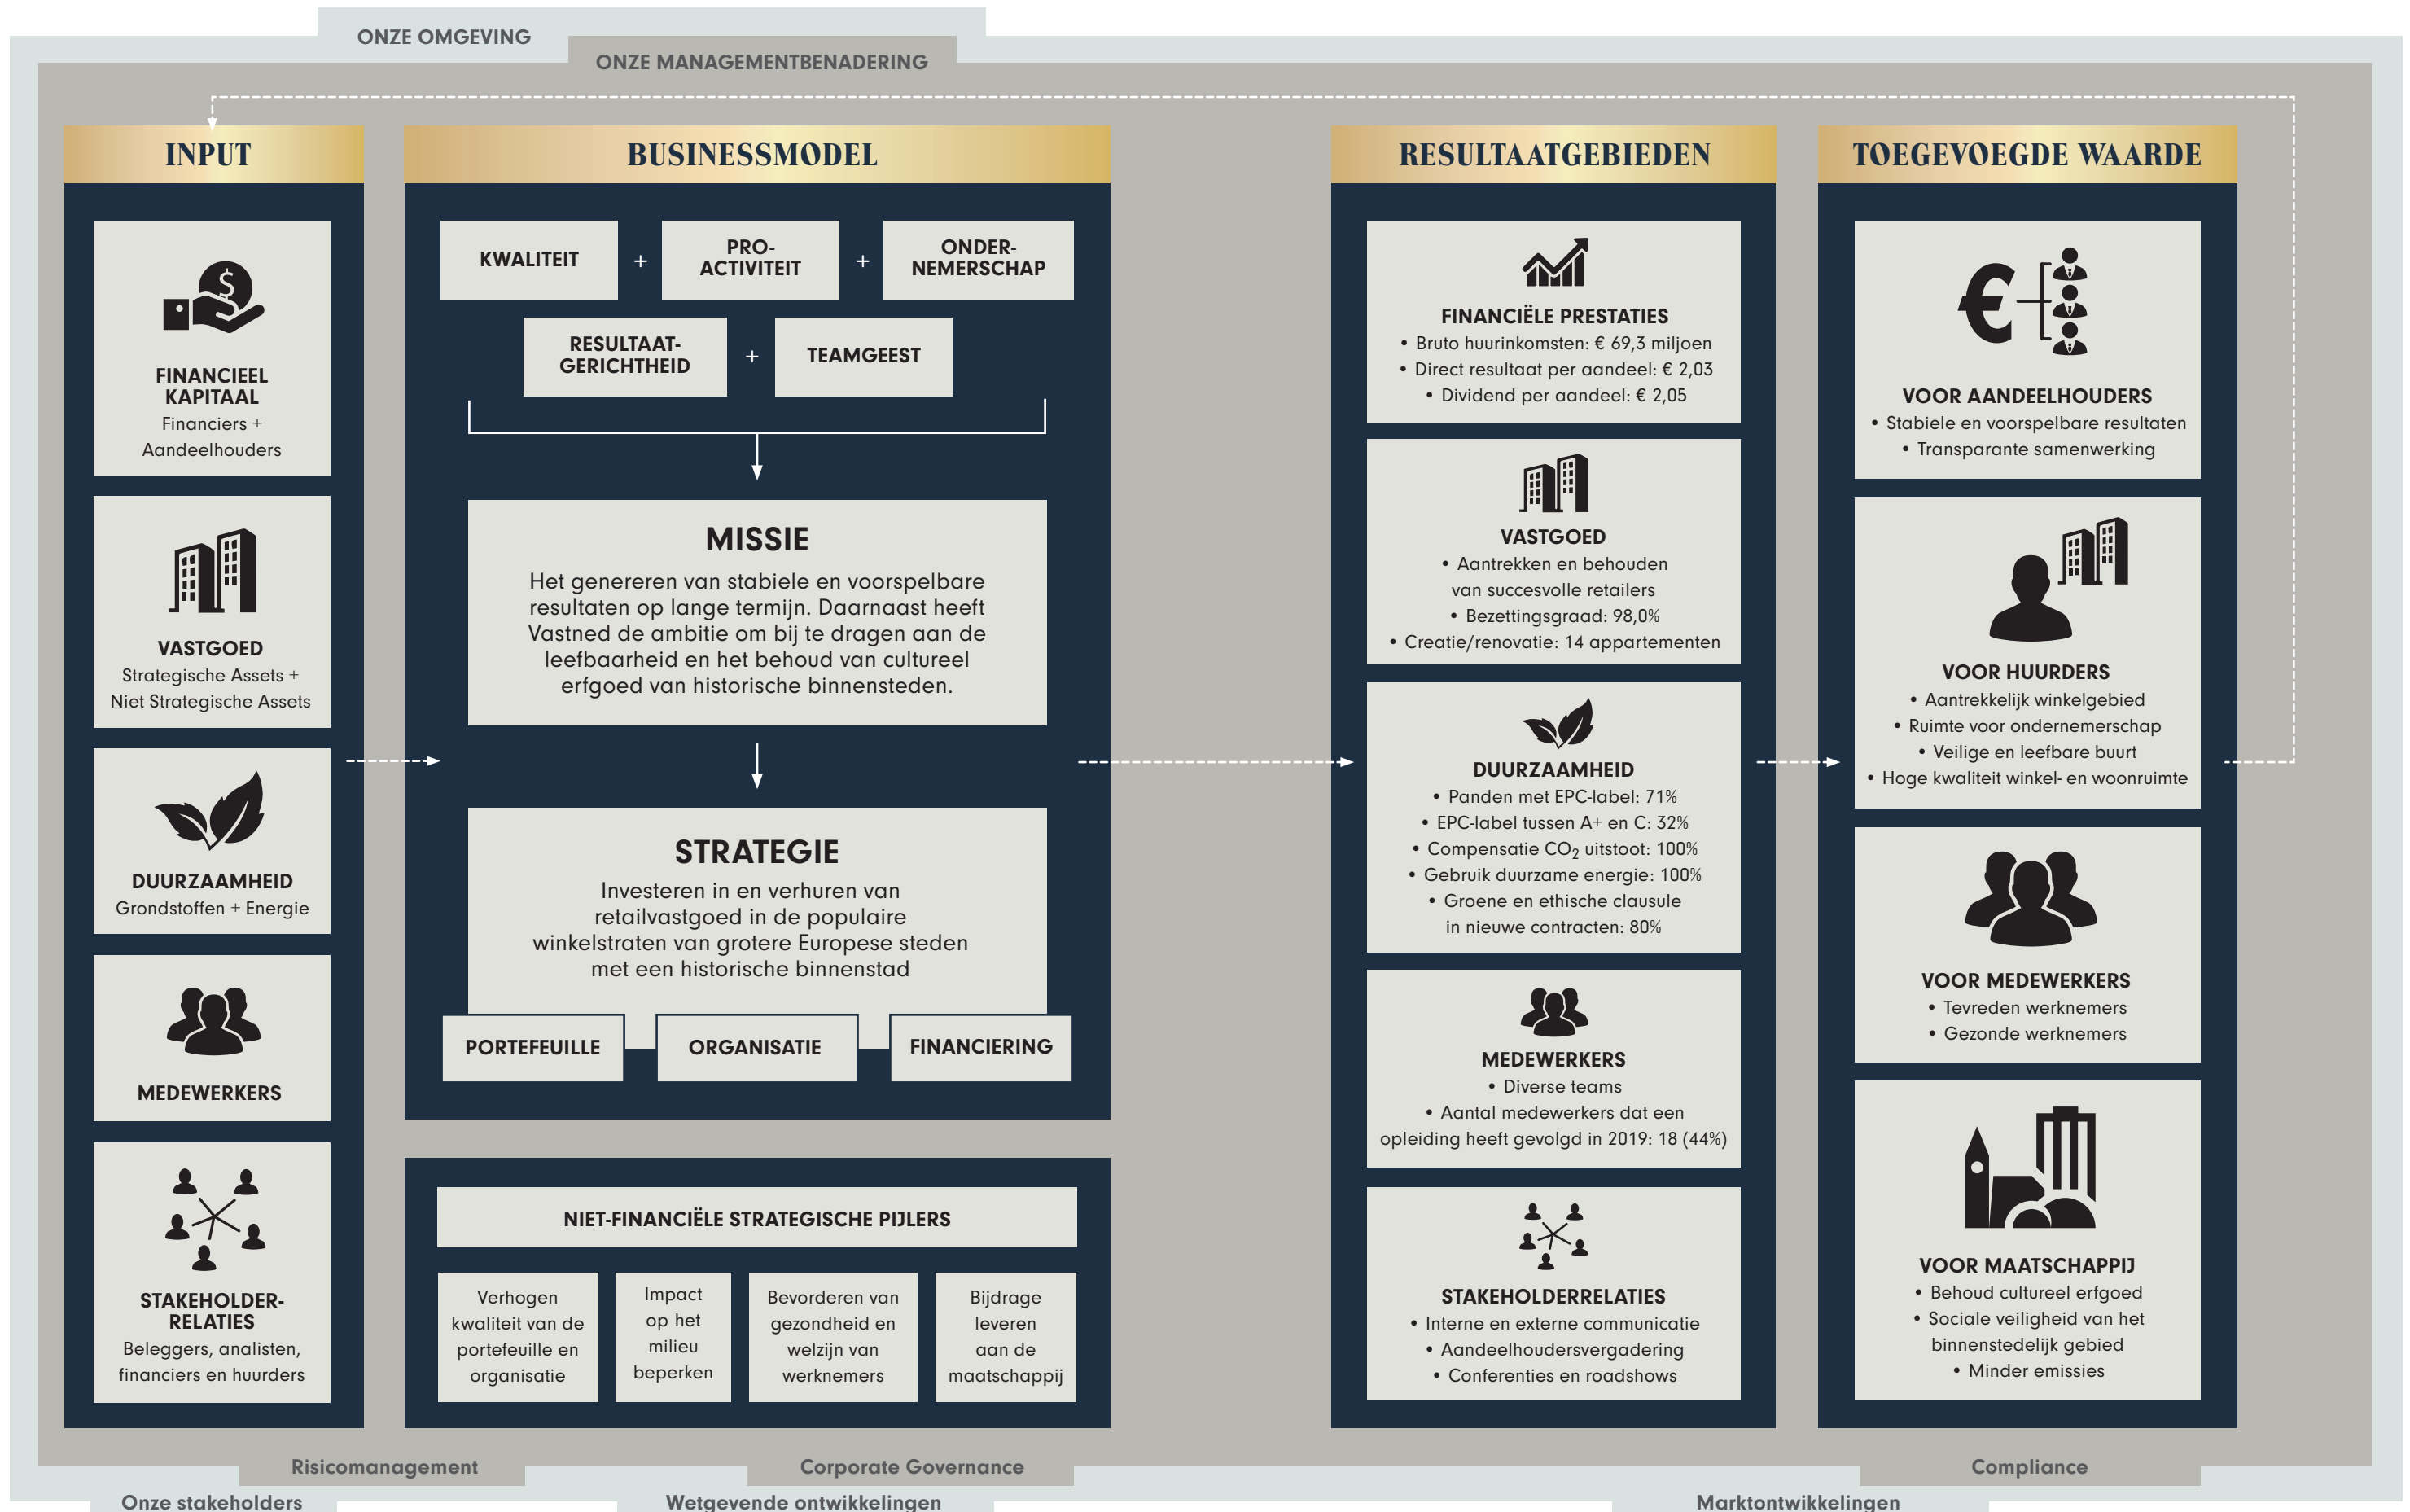 ONZE OMGEVING
ONZE MANAGEMENTBENADERING
INPUT
FINANCIEEL
KAPITAAL
Financiers +
Aandeelhouders
VASTGOED
Strategische Assets +
Niet Strategische Assets
DUURZAAMHEID
Grondstoffen + Energie
MEDEWERKERS
STAKEHOLDER-
RELATIES
Beleggers, analisten,
financiers en huurders
BUSINESSMODEL
KWALITEIT
+
PRO-
ACTIVITEIT
+
ONDER-
NEMERSCHAP
RESULTAAT-
GERICHTHEID
+
TEAMGEEST
MISSIE
Het genereren van stabiele en voorspelbare
resultaten op lange termijn. Daarnaast heeft
Vastned de ambitie om bij te dragen aan de
leefbaarheid en het behoud van cultureel
erfgoed van historische binnensteden.
STRATEGIE
Investeren in en verhuren van
retailvastgoed in de populaire
winkelstraten van grotere Europese steden
met een historische binnenstad
PORTEFEUILLE
ORGANISATIE
FINANCIERING
NIET-FINANCIËLE STRATEGISCHE PIJLERS
Verhogen
kwaliteit van de
portefeuille en
organisatie
Impact
op het
milieu
beperken
Bevorderen van
gezondheid en
welzijn van
werknemers
Bijdrage
leveren
aan de
maatschappij
RESULTAATGEBIEDEN
FINANCIËLE PRESTATIES
• Bruto huurinkomsten: € 69,3 miljoen
• Direct resultaat per aandeel: € 2,03
• Dividend per aandeel: € 2,05
VASTGOED
• Aantrekken en behouden
van succesvolle retailers
• Bezettingsgraad: 98,0%
• Creatie/renovatie: 14 appartementen
DUURZAAMHEID
• Panden met EPC-label: 71%
• EPC-label tussen A+ en C: 32%
• Compensatie CO₂ uitstoot: 100%
• Gebruik duurzame energie: 100%
• Groene en ethische clausule
in nieuwe contracten: 80%
MEDEWERKERS
• Diverse teams
• Aantal medewerkers dat een
opleiding heeft gevolgd in 2019: 18 (44%)
STAKEHOLDERRELATIES
• Interne en externe communicatie
• Aandeelhoudersvergadering
• Conferenties en roadshows
TOEGEVOEGDE WAARDE
VOOR AANDEELHOUDERS
• Stabiele en voorspelbare resultaten
• Transparante samenwerking
VOOR HUURDERS
• Aantrekkelijk winkelgebied
• Ruimte voor ondernemerschap
• Veilige en leefbare buurt
• Hoge kwaliteit winkel- en woonruimte
VOOR MEDEWERKERS
• Tevreden werknemers
• Gezonde werknemers
VOOR MAATSCHAPPIJ
• Behoud cultureel erfgoed
• Sociale veiligheid van het
binnenstedelijk gebied
• Minder emissies
Risicomanagement
Corporate Governance
Compliance
Onze stakeholders
Wetgevende ontwikkelingen
Marktontwikkelingen